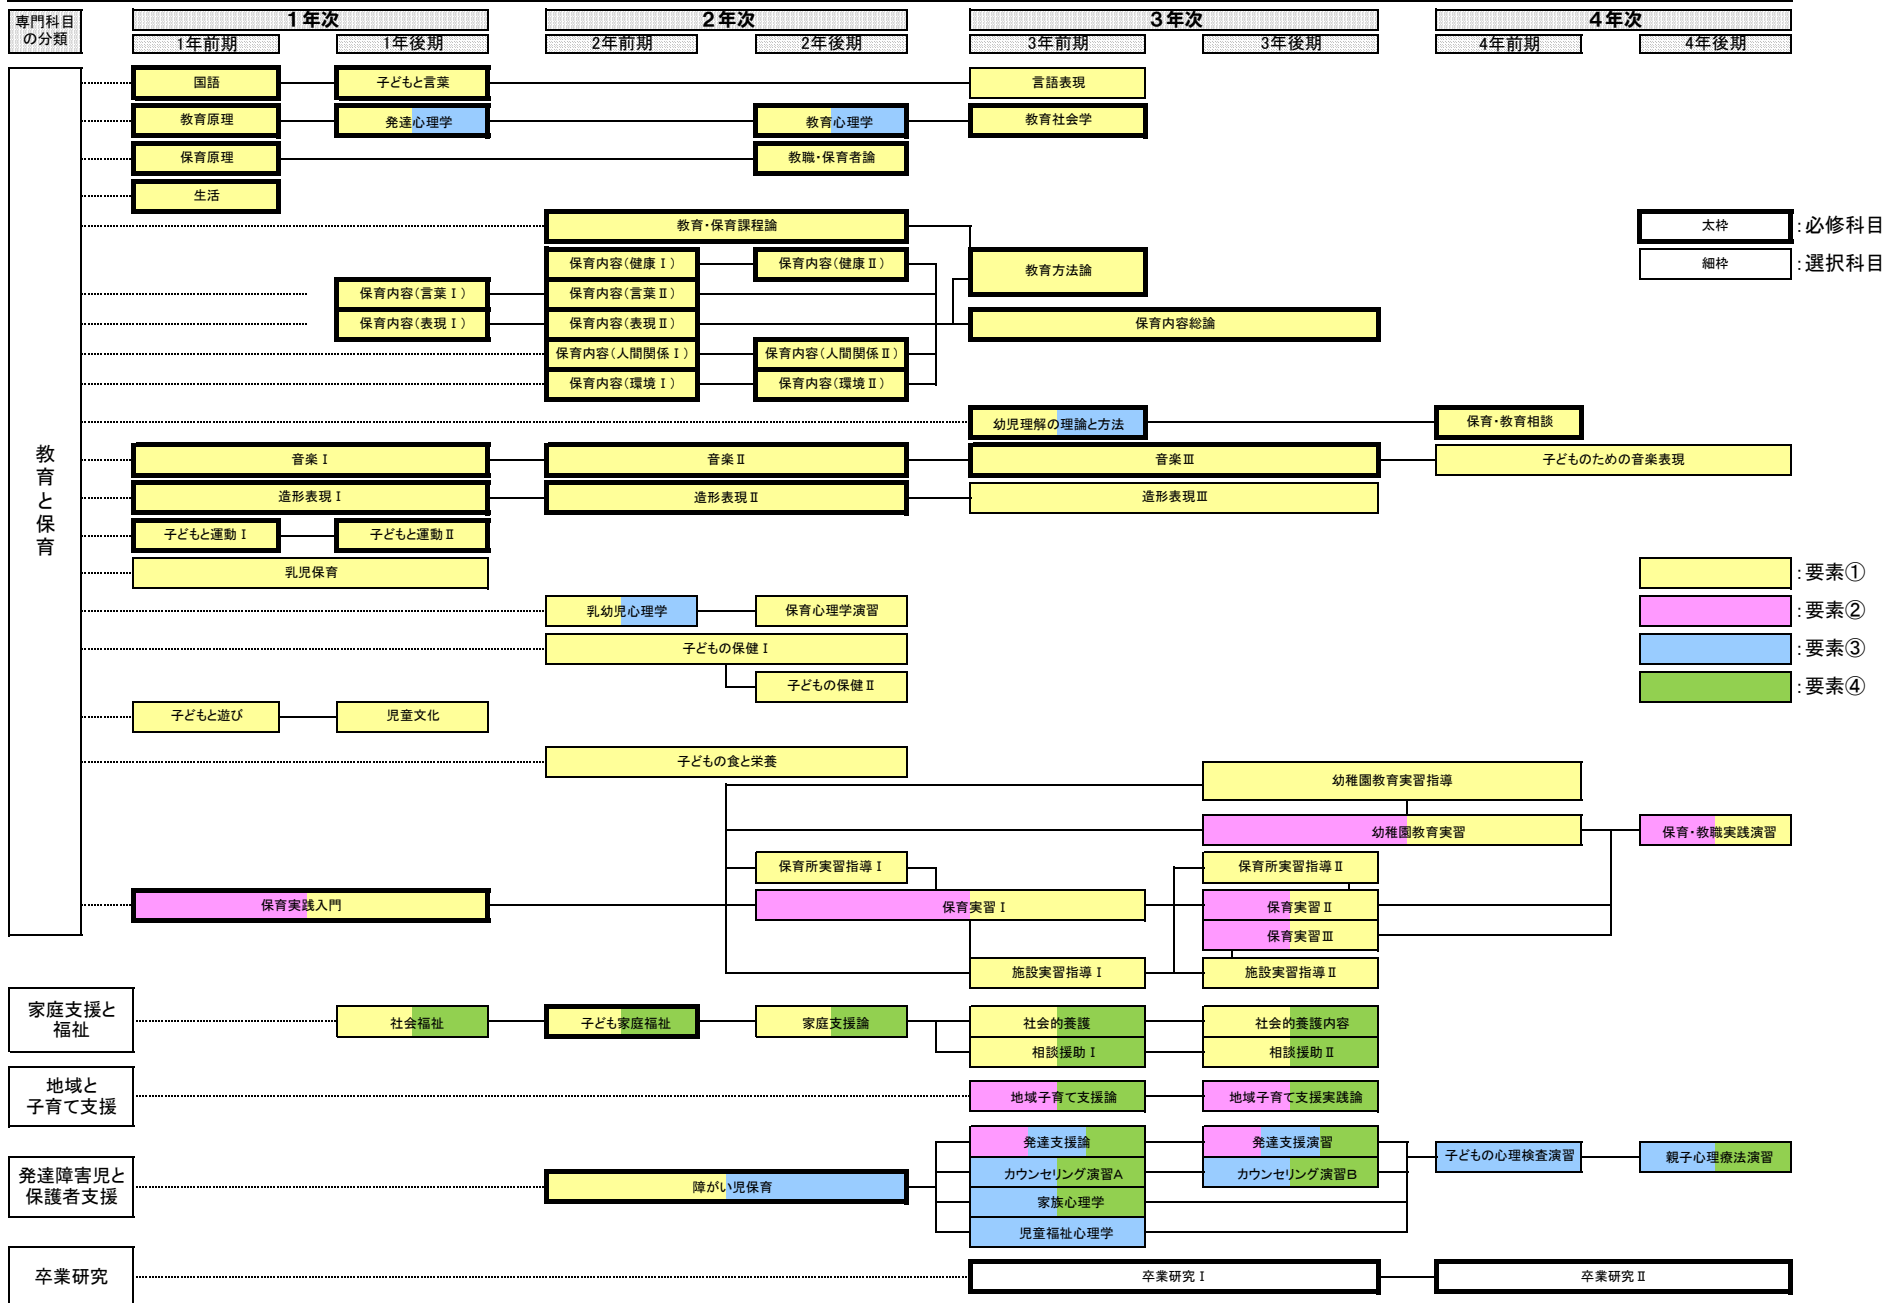 専門科目
の分類
1年次
2年次
3年次
4年次
1年前期
1年後期
2年前期
2年後期
3年前期
3年後期
4年前期
4年後期
教育と保育
国語
子どもと言葉
言語表現
教育原理
発達心理学
教育心理学
教育社会学
保育原理
教職・保育者論
生活
教育・保育課程論
太枠
:必修科目
保育内容(健康Ⅰ)
保育内容(健康Ⅱ)
教育方法論
細枠
:選択科目
保育内容(言葉Ⅰ)
保育内容(言葉Ⅱ)
保育内容(表現Ⅰ)
保育内容(表現Ⅱ)
保育内容総論
保育内容(人間関係Ⅰ)
保育内容(人間関係Ⅱ)
保育内容(環境Ⅰ)
保育内容(環境Ⅱ)
幼児理解の理論と方法
保育・教育相談
音楽Ⅰ
音楽Ⅱ
音楽Ⅲ
子どものための音楽表現
造形表現Ⅰ
造形表現Ⅱ
造形表現Ⅲ
子どもと運動Ⅰ
子どもと運動Ⅱ
乳児保育
:要素①
乳幼児心理学
保育心理学演習
:要素②
子どもの保健Ⅰ
:要素③
子どもの保健Ⅱ
:要素④
子どもと遊び
児童文化
子どもの食と栄養
幼稚園教育実習指導
幼稚園教育実習
保育・教職実践演習
保育所実習指導Ⅰ
保育所実習指導Ⅱ
保育実践入門
保育実習Ⅰ
保育実習Ⅱ
保育実習Ⅲ
施設実習指導Ⅰ
施設実習指導Ⅱ
家庭支援と
福祉
社会福祉
子ども家庭福祉
家庭支援論
社会的養護
社会的養護内容
相談援助Ⅰ
相談援助Ⅱ
地域と
子育て支援
地域子育て支援論
地域子育て支援実践論
発達障害児と
保護者支援
発達支援論
発達支援演習
子どもの心理検査演習
親子心理療法演習
カウンセリング演習A
カウンセリング演習B
障がい児保育
家族心理学
児童福祉心理学
卒業研究
卒業研究Ⅰ
卒業研究Ⅱ